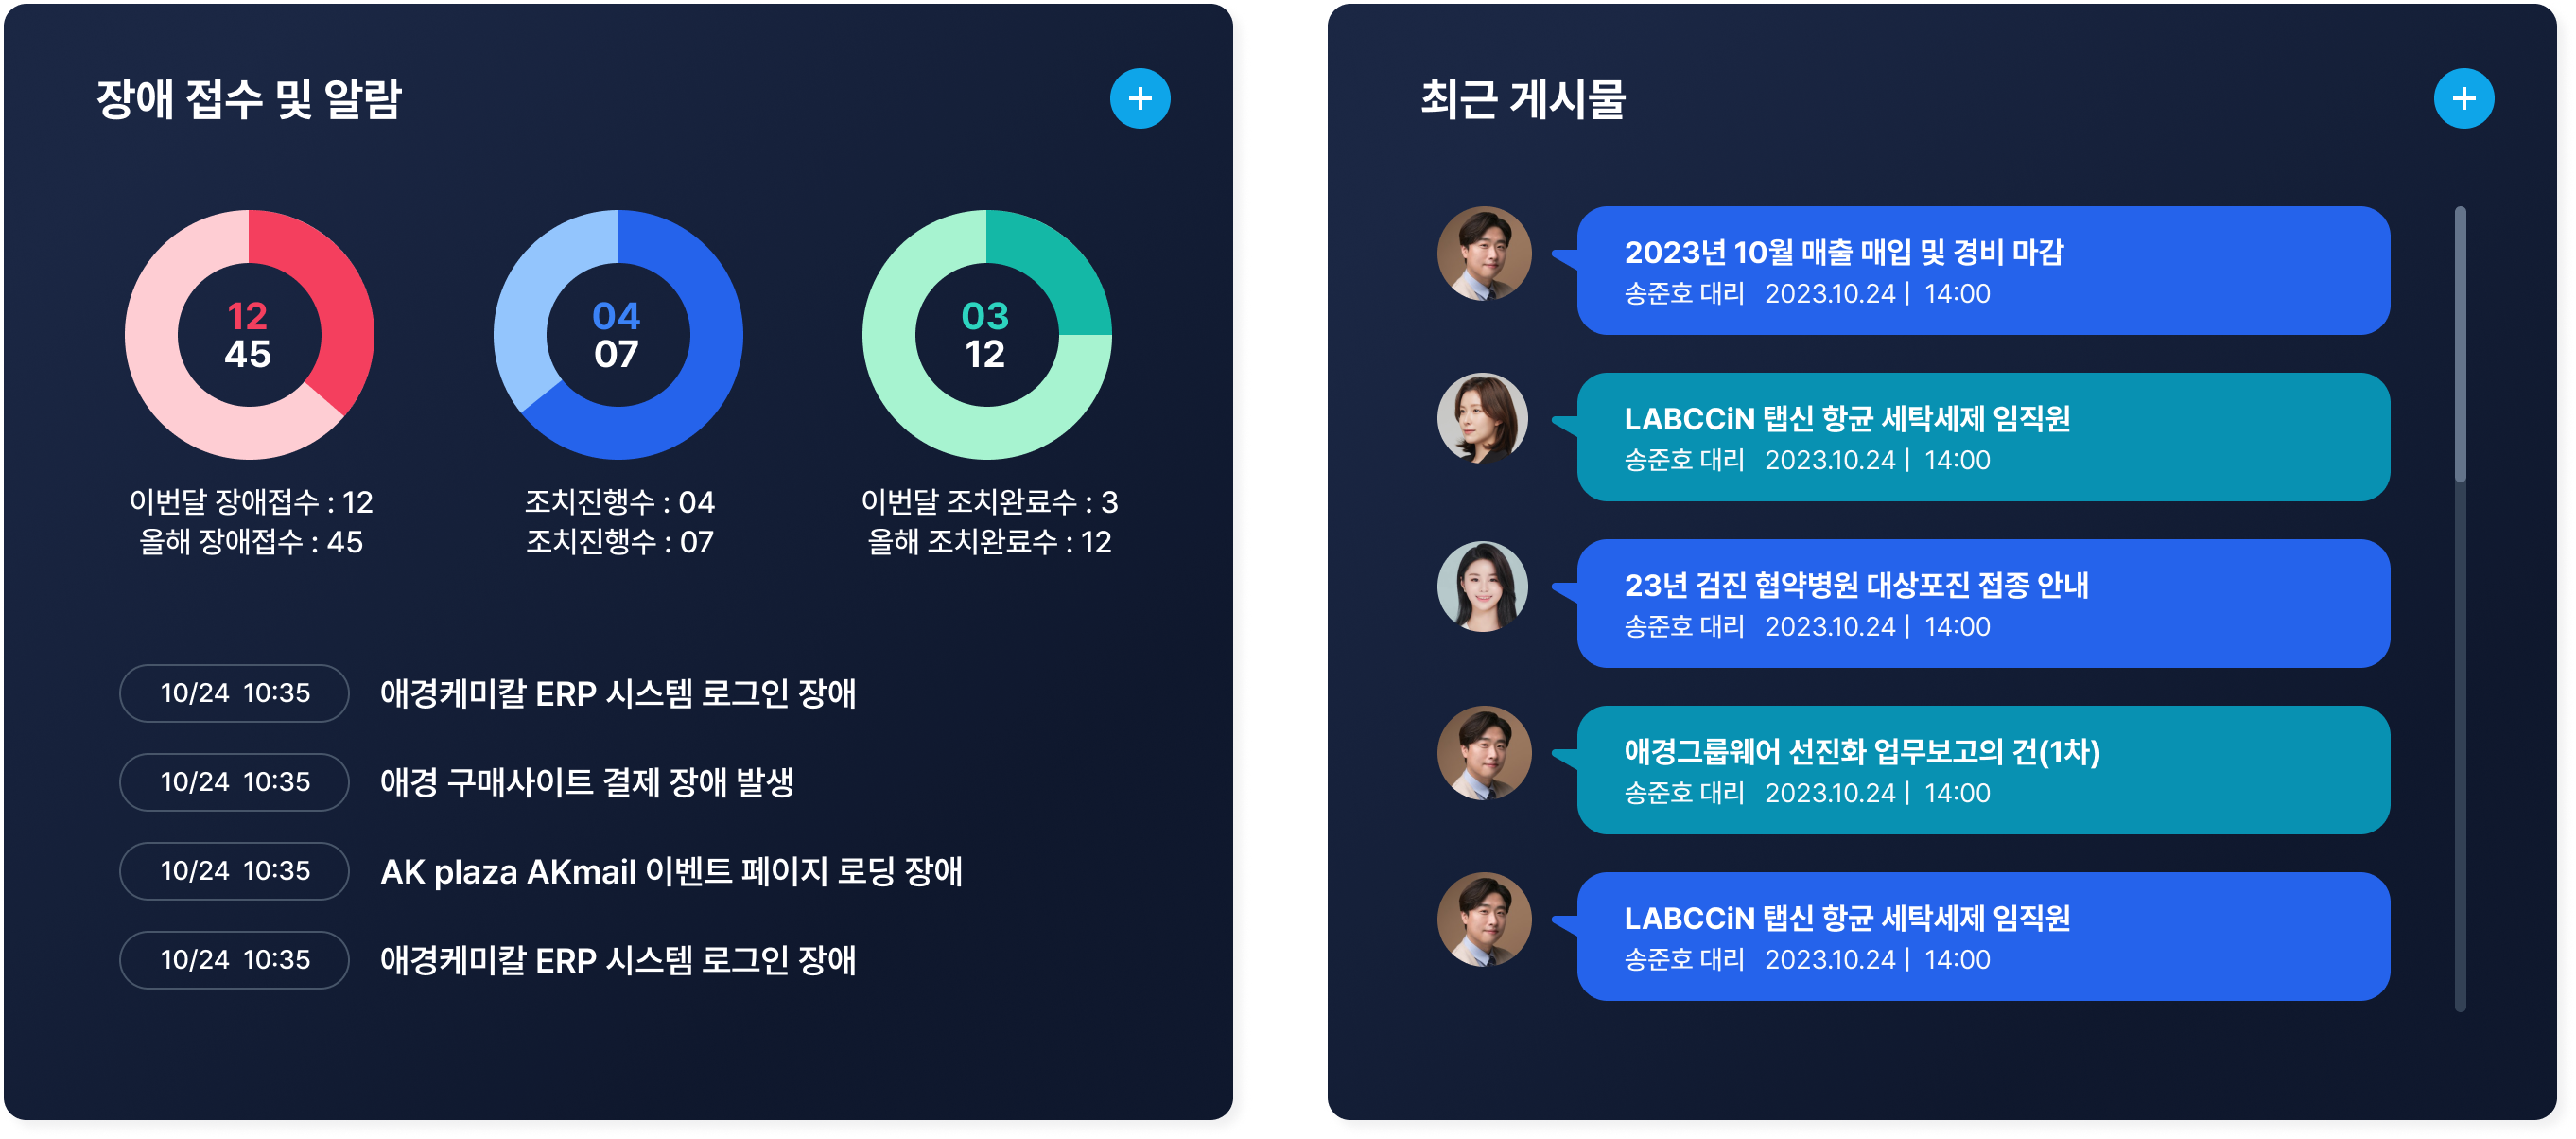 장애 접수 및 알람
12
45
04
07
03
12
이번달 장애접수 : 12
올해 장애접수 : 45
조치진행수 : 04
조치진행수 : 07
이번달 조치완료수 : 3
올해 조치완료수 : 12
10/24 10:35 애경케미칼 ERP 시스템 로그인 장애
10/24 10:35 애경 구매사이트 결제 장애 발생
10/24 10:35 AK plaza AKmail 이벤트 페이지 로딩 장애
10/24 10:35 애경케미칼 ERP 시스템 로그인 장애
최근 게시물
2023년 10월 매출 매입 및 경비 마감
송준호 대리 2023.10.24 | 14:00
LABCCiN 탭신 항균 세탁세제 임직원
송준호 대리 2023.10.24 | 14:00
23년 검진 협약병원 대상포진 접종 안내
송준호 대리 2023.10.24 | 14:00
애경그룹웨어 선진화 업무보고의 건(1차)
송준호 대리 2023.10.24 | 14:00
LABCCiN 탭신 항균 세탁세제 임직원
송준호 대리 2023.10.24 | 14:00